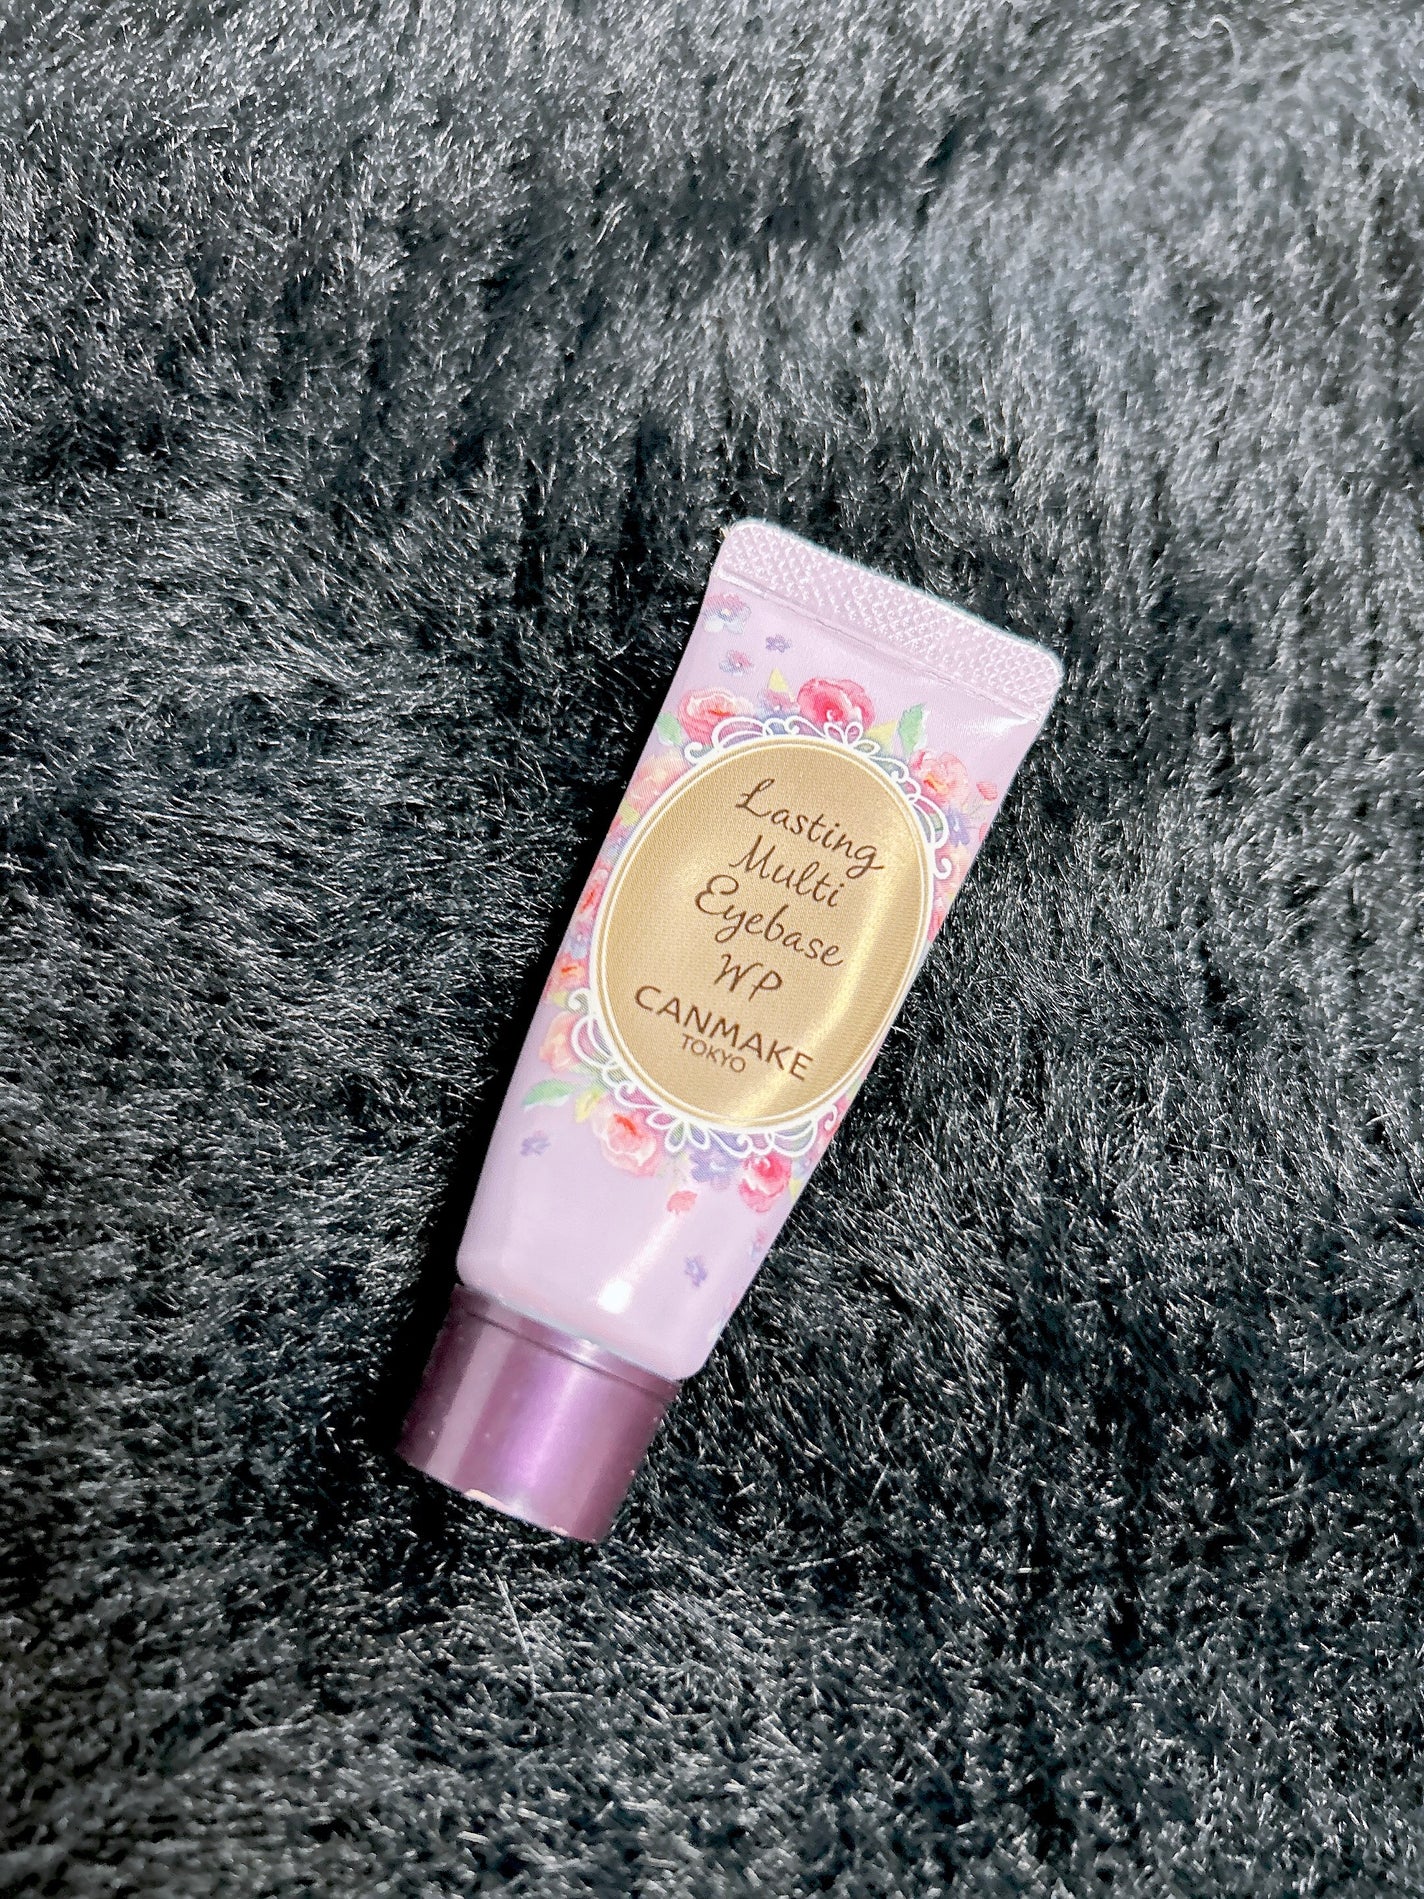 Lasting
Multi
Eyebase
WP
CANMAKE
TOKYO